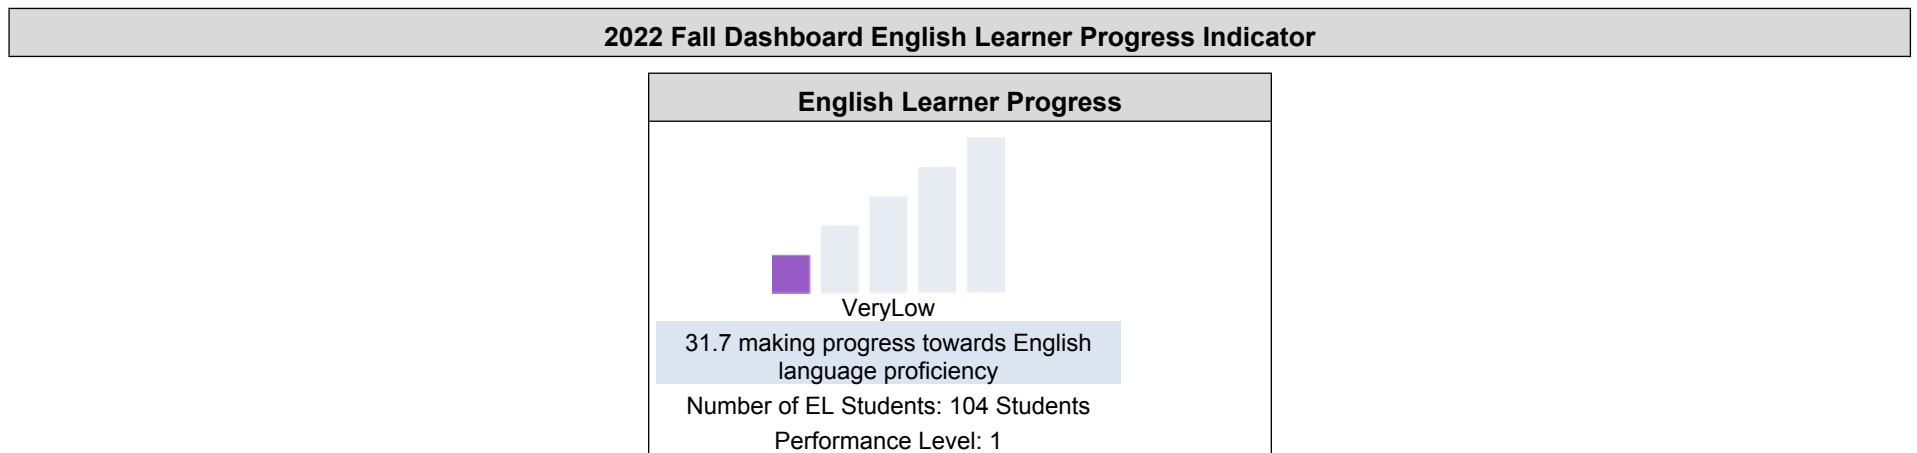 2022 Fall Dashboard English Learner Progress Indicator
English Learner Progress
VeryLow
31.7 making progress towards English
language proficiency
Number of EL Students: 104 Students
Performance Level: 1